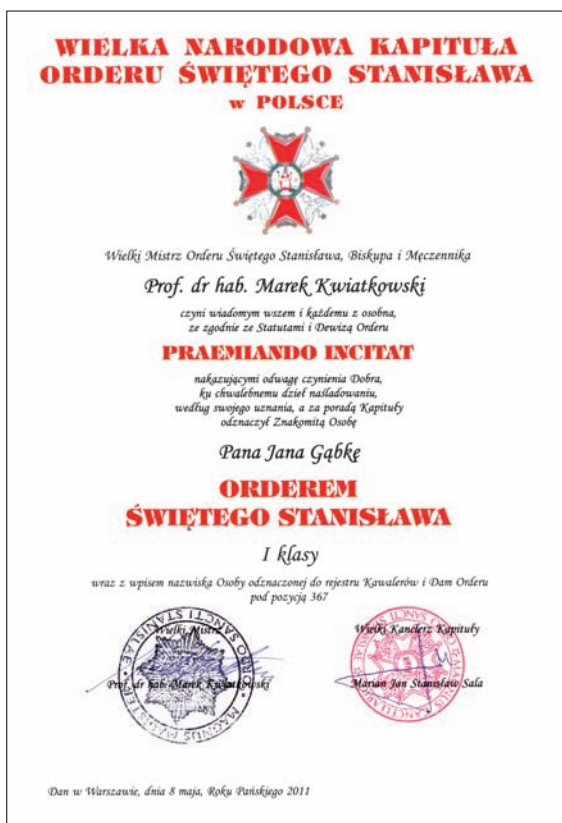 WIELKA NARODOWA KAPITUŁA
ORDERU ŚWIĘTEGO STANISŁAWA
w POLSCE
Wielki Mistrz Orderu Świętego Stanisława, Biskupa i Męczennika
Prof. dr hab. Marek Kwiatkowski
czyni wiadomym wszem i każdemu z osobna,
ze zgodnie ze Statutami i Dewizą Orderu
PRAEMIANDO INCITAT
nakazującymi odwagę czynienia Dobra,
ku chwalebnemu dzieł naśladowaniu,
według swojego uznania, a za poradą Kapituły
odznaczył Znakomitą Osobę
Pana Jana Gąbkę
ORDEREM
ŚWIĘTEGO STANISŁAWA
I klasy
wraz z wpisem nazwiska Osoby odznaczonej do rejestru Kawalerów i Dam Orderu
pod pozycją 367
Wielki Mistrz
Wielki Kanclerz Kapituły
Prof. dr hab. Marek Kwiatkowski
Marian Jan Stanisław Sala
Dan w Warszawie, dnia 8 maja, Roku Pańskiego 2011